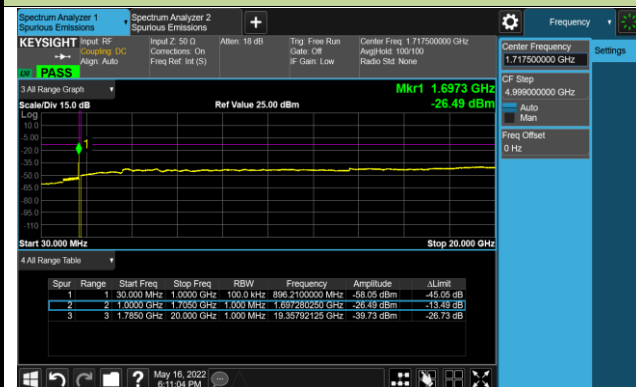 Spectrum Analyzer 1
Spurious Emissions
Spectrum Analyzer 2
Spurious Emissions
+
Frequency
KEYSIGHT
Input: RF
Coupling: DC
Align: Auto
Input Z: 50 Ω
Corrections: On
Freq Ref: Int (S)
Atten: 18 dB
Trig: Free Run
Gate: Off
IF Gain: Low
Center Freq: 1.717500000 GHz
Avg|Hold: 100/100
Radio Std: None
PASS
Center Frequency
1.717500000 GHz
Settings
CF Step
4.999000000 GHz
Auto
Man
Freq Offset
0 Hz
3 All Range Graph
Mkr1 1.6973 GHz
Scale/Div 15.0 dB
Ref Value 25.00 dBm
-26.49 dBm
Log
10.0
-5.00
-20.0
-35.0
-50.0
-65.0
-80.0
-95.0
-110
1
Start 30.000 MHz
Stop 20.000 GHz
4 All Range Table
Spur Range Start Freq Stop Freq RBW Frequency Amplitude ΔLimit
1 1 30.000 MHz 1.0000 GHz 100.0 kHz 896.2100000 MHz -58.05 dBm -45.05 dB
2 2 1.0000 GHz 1.7050 GHz 1.000 MHz 1.697280250 GHz -26.49 dBm -13.49 dB
3 3 1.7850 GHz 20.000 GHz 1.000 MHz 19.35792125 GHz -39.73 dBm -26.73 dB
?
May 16, 2022
6:11:04 PM